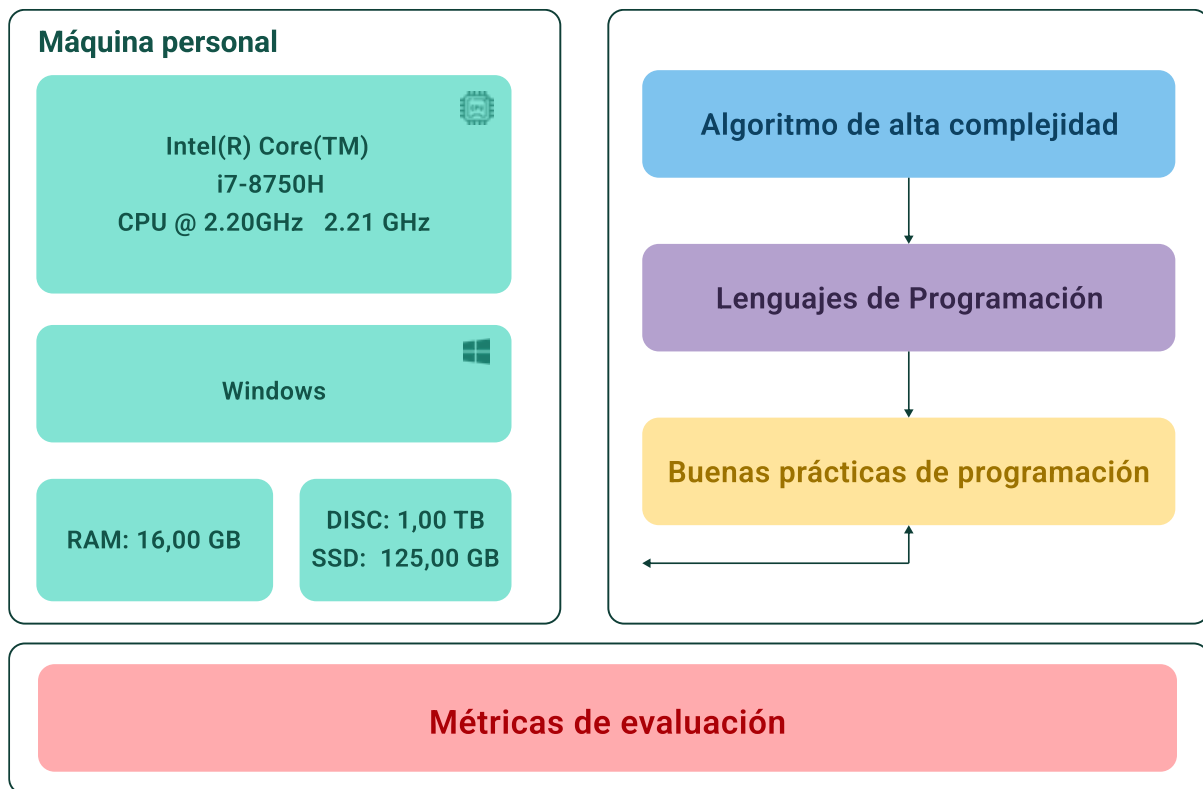 Máquina personal
CPU
Intel(R) Core(TM)
i7-8750H
CPU @ 2.20GHz 2.21 GHz
Windows
RAM: 16,00 GB
DISC: 1,00 TB
SSD: 125,00 GB
Algoritmo de alta complejidad
Lenguajes de Programación
Buenas prácticas de programación
Métricas de evaluación